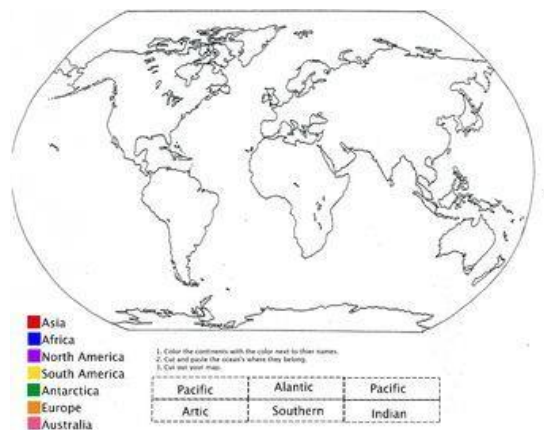 Asia
Africa
North America
South America
Antarctica
Europe
Australia
1. Color the continents with the color next to thier names.
2. Cut and paste the ocean's where they belong.
3. Cut out your map.
Pacific Alantic Pacific
Artic Southern Indian